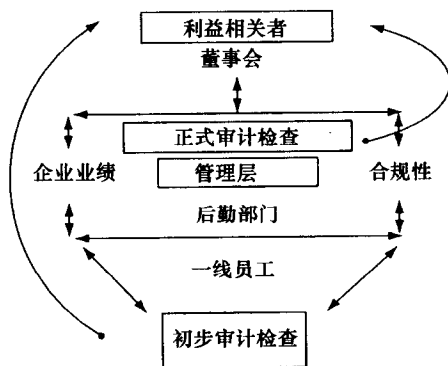 利益相关者
董事会
正式审计检查
企业业绩
管理层
合规性
后勤部门
一线员工
初步审计检查